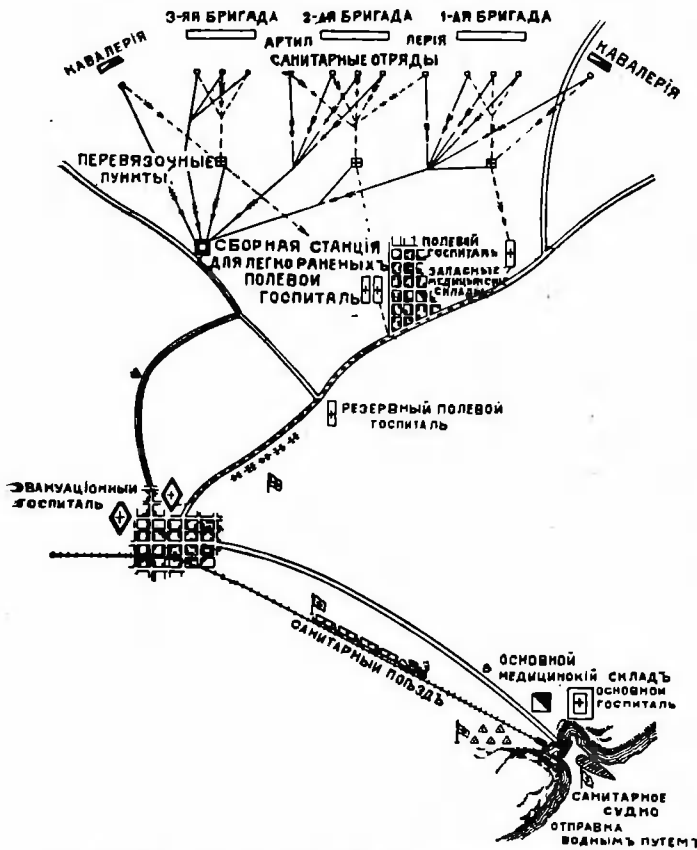 3-ЯЯ БРИГАДА 2-АЯ БРИГАДА 1-АЯ БРИГАДА
АРТИЛ ЛЕРІЯ
САНИТАРНЫЕ ОТРЯДЫ
КАВАЛЕРІЯ
КАВАЛЕРІЯ
ПЕРЕВЯЗОЧНЫЕ
ПУНКТЫ
СБОРНАЯ СТАНЦІЯ
ДЛЯ ЛЕГКО РАНЕНЫХЪ
ПОЛЕВОЙ
ГОСПИТАЛЬ
ПОЛЕВОЙ
ГОСПИТАЛЬ
ЗАПАСНЫЕ
МЕДИЦИНСКІЕ
СКЛАДЫ
РЕЗЕРВНЫЙ ПОЛЕВОЙ
ГОСПИТАЛЬ
ЭВАКУАЦІОННЫЙ
ГОСПИТАЛЬ
САНИТАРНЫЙ ПОѢЗДЪ
ОСНОВНОЙ
МЕДИЦИНСКІЙ СКЛАДЪ
ОСНОВНОЙ
ГОСПИТАЛЬ
САНИТАРНОЕ
СУДНО
ОТПРАВКА
ВОДНЫМЪ ПУТЕМЪ